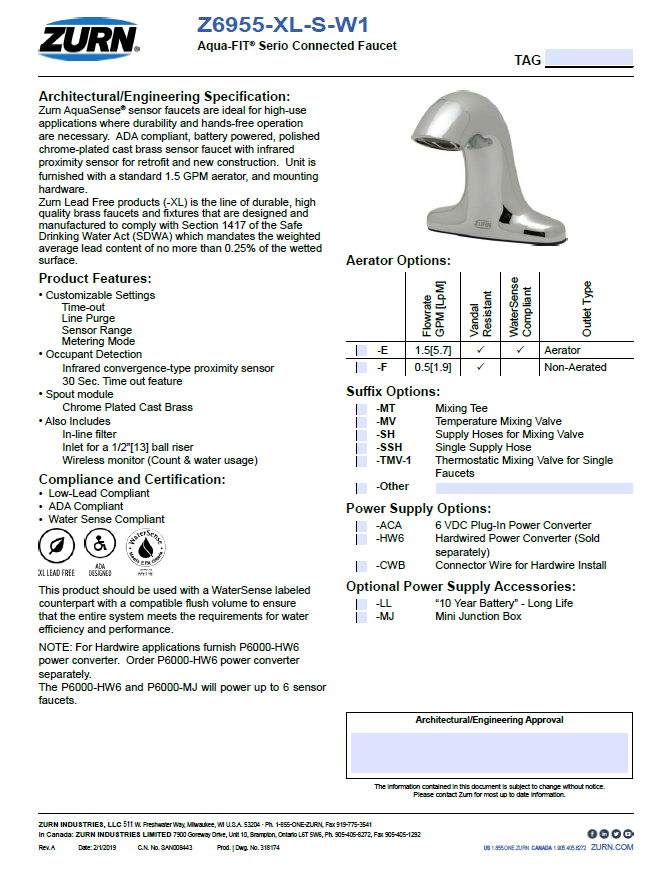 ZURN®
Z6955-XL-S-W1
Aqua-FIT® Serio Connected Faucet
TAG
Architectural/Engineering Specification:
Zurn AquaSense® sensor faucets are ideal for high-use
applications where durability and hands-free operation
are necessary. ADA compliant, battery powered, polished
chrome-plated cast brass sensor faucet with infrared
proximity sensor for retrofit and new construction. Unit is
furnished with a standard 1.5 GPM aerator, and mounting
hardware.
Zurn Lead Free products (-XL) is the line of durable, high
quality brass faucets and fixtures that are designed and
manufactured to comply with Section 1417 of the Safe
Drinking Water Act (SDWA) which mandates the weighted
average lead content of no more than 0.25% of the wetted
surface.
Product Features:
• Customizable Settings
Time-out
Line Purge
Sensor Range
Metering Mode
• Occupant Detection
Infrared convergence-type proximity sensor
30 Sec. Time out feature
• Spout module
Chrome Plated Cast Brass
• Also Includes
In-line filter
Inlet for a 1/2"[13] ball riser
Wireless monitor (Count & water usage)
Compliance and Certification:
• Low-Lead Compliant
• ADA Compliant
• Water Sense Compliant
XL LEAD FREE
ADA
DESIGNED
WaterSense
Meets EPA Criteria
This product should be used with a WaterSense labeled
counterpart with a compatible flush volume to ensure
that the entire system meets the requirements for water
efficiency and performance.
NOTE: For Hardwire applications furnish P6000-HW6
power converter. Order P6000-HW6 power converter
separately.
The P6000-HW6 and P6000-MJ will power up to 6 sensor
faucets.
ZURN
Aerator Options:
Flowrate
GPM [LpM]
Vandal
Resistant
WaterSense
Compliant
Outlet Type
-E 1.5[5.7] ✓ ✓ Aerator
-F 0.5[1.9] ✓ Non-Aerated
Suffix Options:
-MT Mixing Tee
-MV Temperature Mixing Valve
-SH Supply Hoses for Mixing Valve
-SSH Single Supply Hose
-TMV-1 Thermostatic Mixing Valve for Single
Faucets
-Other
Power Supply Options:
-ACA 6 VDC Plug-In Power Converter
-HW6 Hardwired Power Converter (Sold
separately)
-CWB Connector Wire for Hardwire Install
Optional Power Supply Accessories:
-LL "10 Year Battery" - Long Life
-MJ Mini Junction Box
Architectural/Engineering Approval
The information contained in this document is subject to change without notice.
Please contact Zurn for most up to date information.
ZURN INDUSTRIES, LLC 511 W. Freshwater Way, Milwaukee, WI U.S.A. 53204 · Ph. 1-855-ONE-ZURN, Fax 919-775-3541
In Canada: ZURN INDUSTRIES LIMITED 7900 Goreway Drive, Unit 10, Brampton, Ontario L6T 5W6, Ph. 905-405-8272, Fax 905-405-1292
Rev. A Date: 2/1/2019 C.N. No. SAN008443 Prod. | Dwg. No. 318174
US 1.855.ONE.ZURN CANADA 1.905.405.8272 ZURN.COM